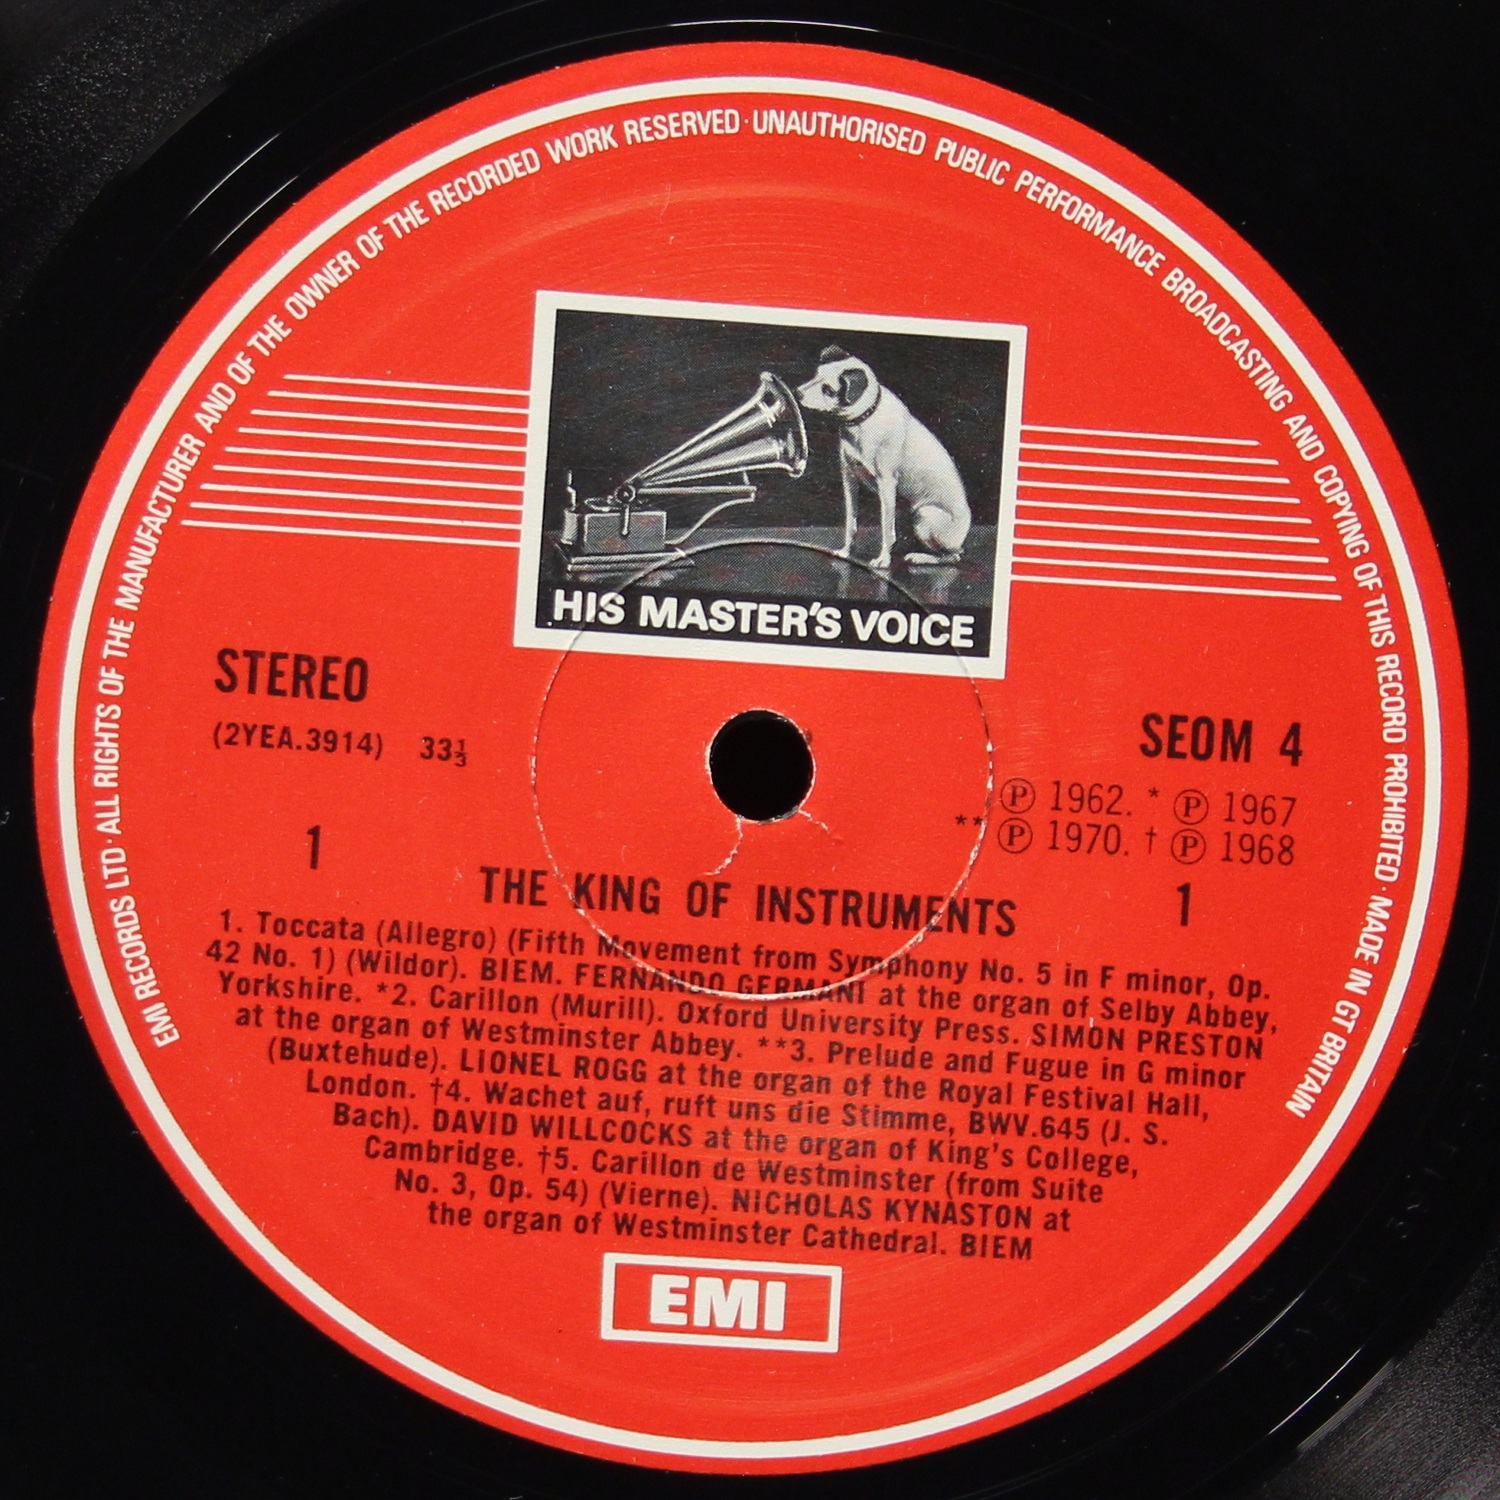 EMI RECORDS LTD · ALL RIGHTS OF THE MANUFACTURER AND OF THE OWNER OF THE RECORDED WORK RESERVED · UNAUTHORISED PUBLIC PERFORMANCE BROADCASTING AND COPYING OF THIS RECORD PROHIBITED · MADE IN GT BRITAIN
HIS MASTER'S VOICE
STEREO
(2YEA.3914) 33⅓
SEOM 4
Ⓟ 1962. * Ⓟ 1967
** Ⓟ 1970. † Ⓟ 1968
1
1
THE KING OF INSTRUMENTS
1. Toccata (Allegro) (Fifth Movement from Symphony No. 5 in F minor, Op.
42 No. 1) (Wildor). BIEM. FERNANDO GERMANI at the organ of Selby Abbey,
Yorkshire. *2. Carillon (Murill). Oxford University Press. SIMON PRESTON
at the organ of Westminster Abbey. **3. Prelude and Fugue in G minor
(Buxtehude). LIONEL ROGG at the organ of the Royal Festival Hall,
London. †4. Wachet auf, ruft uns die Stimme, BWV.645 (J. S.
Bach). DAVID WILLCOCKS at the organ of King's College,
Cambridge. †5. Carillon de Westminster (from Suite
No. 3, Op. 54) (Vierne). NICHOLAS KYNASTON at
the organ of Westminster Cathedral. BIEM
EMI